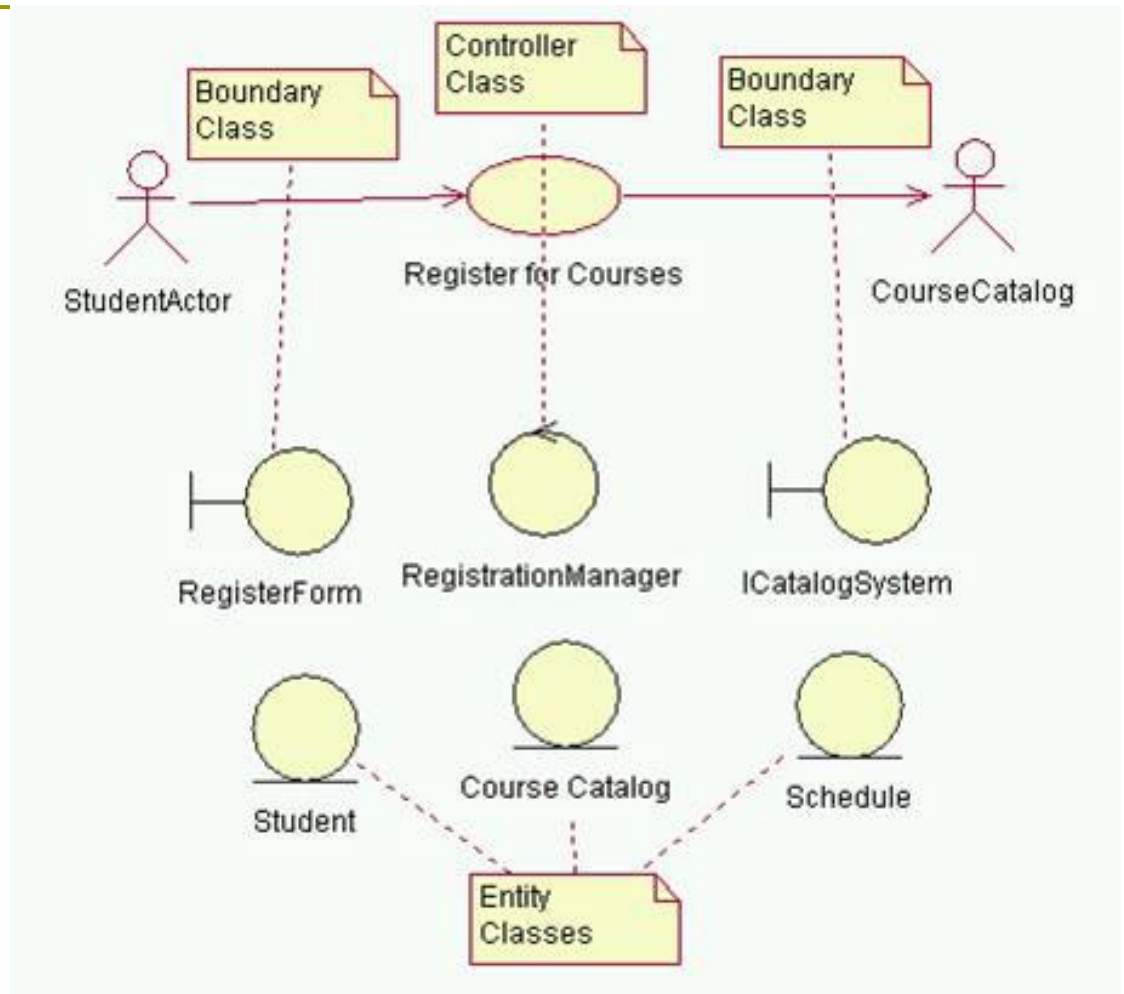 Controller
Class
Boundary
Class
Boundary
Class
Register for Courses
StudentActor
CourseCatalog
RegisterForm
RegistrationManager
ICatalogSystem
Student
Course Catalog
Schedule
Entity
Classes